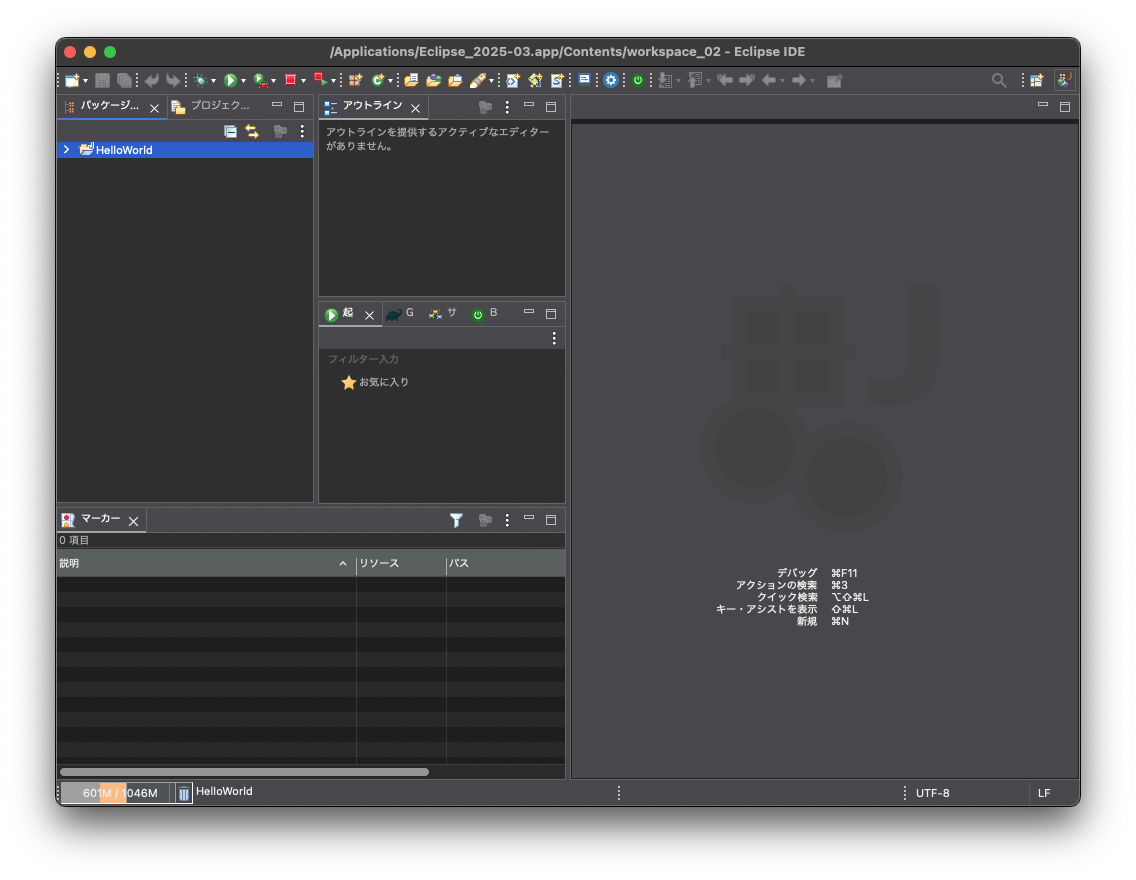 /Applications/Eclipse_2025-03.app/Contents/workspace_02 - Eclipse IDE
パッケージ...
プロジェク...
HelloWorld
アウトライン
アウトラインを提供するアクティブなエディター
がありません。
起
G
サ
B
フィルター入力
お気に入り
マーカー
0 項目
説明
リソース
パス
デバッグ ⌘F11
アクションの検索 ⌘3
クイック検索 ⌥⇧⌘L
キー・アシストを表示 ⇧⌘L
新規 ⌘N
601M / 1046M
HelloWorld
UTF-8
LF